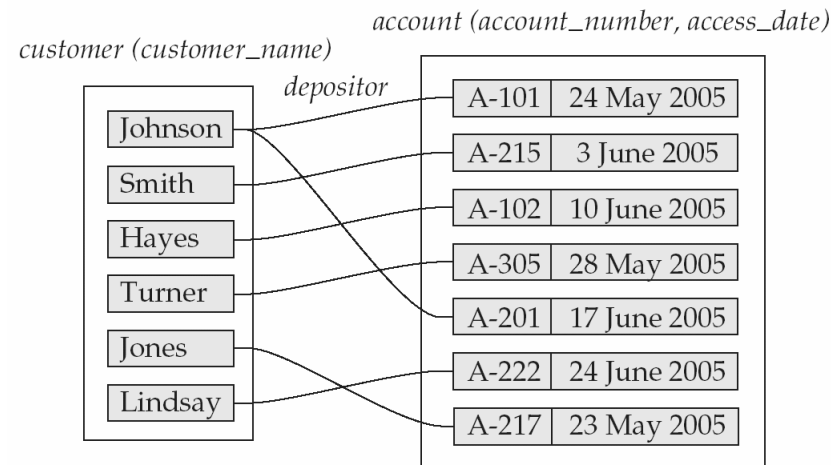 account (account_number, access_date)
customer (customer_name)
depositor
Johnson
Smith
Hayes
Turner
Jones
Lindsay
A-101 24 May 2005
A-215 3 June 2005
A-102 10 June 2005
A-305 28 May 2005
A-201 17 June 2005
A-222 24 June 2005
A-217 23 May 2005